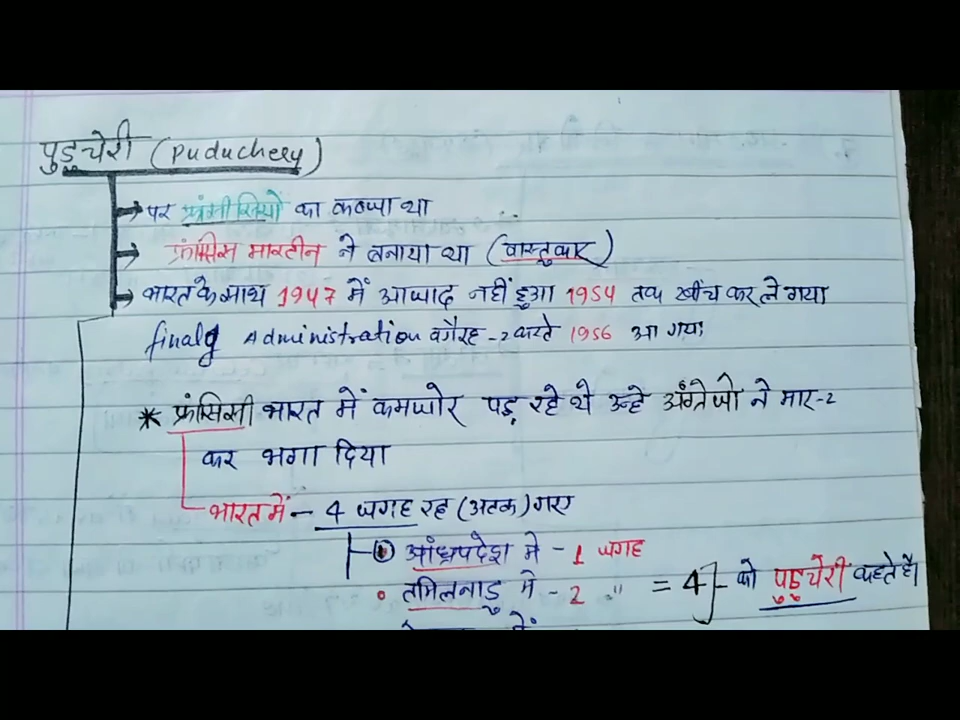 पुडुचेरी (Puduchery)
→ पर फ्रांसीसियों का कब्जा था
→ फ्रांसिस मारटीन ने बनाया था (वास्तुकार)
→ भारत के साथ 1947 में आजाद नहीं हुआ 1954 तक खींच कर ले गया
finaly Administration वगैरह-2 करते 1956 आ गया
* फ्रंसिसी भारत में कमजोर पड़ रहे थे उन्हे अंग्रेजों ने मार-2
कर भगा दिया
भारत में - 4 जगह रह (अटक) गए
आंध्रप्रदेश में - 1 जगह
तमिलनाडु में - 2 " = 4 को पुडुचेरी कहते है।